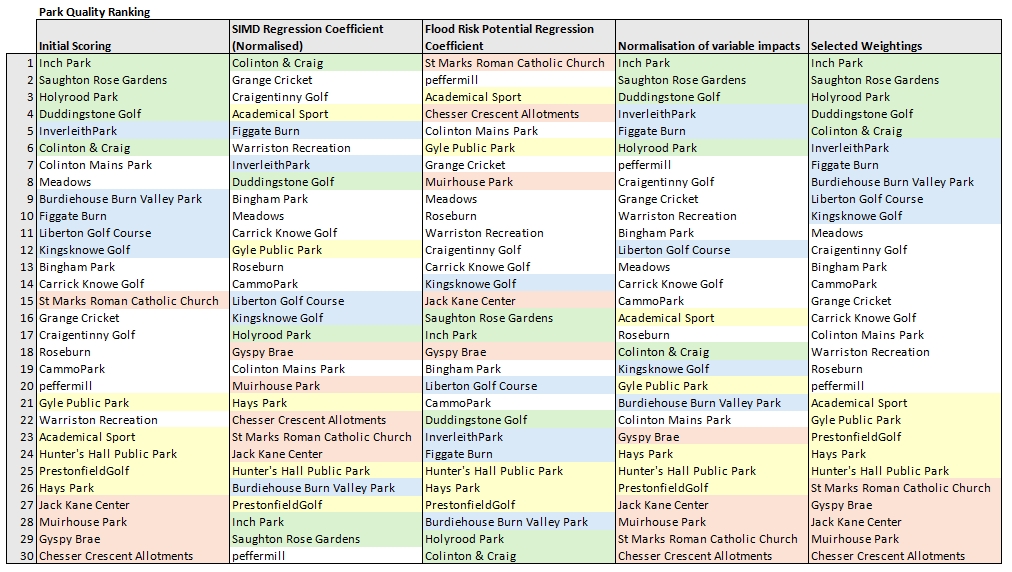 Park Quality Ranking
Initial Scoring | SIMD Regression Coefficient (Normalised) | Flood Risk Potential Regression Coefficient | Normalisation of variable impacts | Selected Weightings
1 | Inch Park | Colinton & Craig | St Marks Roman Catholic Church | Inch Park | Inch Park
2 | Saughton Rose Gardens | Grange Cricket | peffermill | Saughton Rose Gardens | Saughton Rose Gardens
3 | Holyrood Park | Craigentinny Golf | Academical Sport | Duddingstone Golf | Holyrood Park
4 | Duddingstone Golf | Academical Sport | Chesser Crescent Allotments | InverleithPark | Duddingstone Golf
5 | InverleithPark | Figgate Burn | Colinton Mains Park | Figgate Burn | Colinton & Craig
6 | Colinton & Craig | Warriston Recreation | Gyle Public Park | Holyrood Park | InverleithPark
7 | Colinton Mains Park | InverleithPark | Grange Cricket | peffermill | Figgate Burn
8 | Meadows | Duddingstone Golf | Muirhouse Park | Craigentinny Golf | Burdiehouse Burn Valley Park
9 | Burdiehouse Burn Valley Park | Bingham Park | Meadows | Grange Cricket | Liberton Golf Course
10 | Figgate Burn | Meadows | Roseburn | Warriston Recreation | Kingsknowe Golf
11 | Liberton Golf Course | Carrick Knowe Golf | Warriston Recreation | Bingham Park | Meadows
12 | Kingsknowe Golf | Gyle Public Park | Craigentinny Golf | Liberton Golf Course | Craigentinny Golf
13 | Bingham Park | Roseburn | Carrick Knowe Golf | Meadows | Bingham Park
14 | Carrick Knowe Golf | CammoPark | Kingsknowe Golf | Carrick Knowe Golf | CammoPark
15 | St Marks Roman Catholic Church | Liberton Golf Course | Jack Kane Center | CammoPark | Grange Cricket
16 | Grange Cricket | Kingsknowe Golf | Saughton Rose Gardens | Academical Sport | Carrick Knowe Golf
17 | Craigentinny Golf | Holyrood Park | Inch Park | Roseburn | Colinton Mains Park
18 | Roseburn | Gyspy Brae | Gyspy Brae | Colinton & Craig | Warriston Recreation
19 | CammoPark | Colinton Mains Park | Bingham Park | Kingsknowe Golf | Roseburn
20 | peffermill | Muirhouse Park | Liberton Golf Course | Gyle Public Park | peffermill
21 | Gyle Public Park | Hays Park | CammoPark | Burdiehouse Burn Valley Park | Academical Sport
22 | Warriston Recreation | Chesser Crescent Allotments | Duddingstone Golf | Colinton Mains Park | Gyle Public Park
23 | Academical Sport | St Marks Roman Catholic Church | InverleithPark | Gyspy Brae | PrestonfieldGolf
24 | Hunter's Hall Public Park | Jack Kane Center | Figgate Burn | Hays Park | Hays Park
25 | PrestonfieldGolf | Hunter's Hall Public Park | Hunter's Hall Public Park | Hunter's Hall Public Park | Hunter's Hall Public Park
26 | Hays Park | Burdiehouse Burn Valley Park | Hays Park | PrestonfieldGolf | St Marks Roman Catholic Church
27 | Jack Kane Center | PrestonfieldGolf | PrestonfieldGolf | Jack Kane Center | Gyspy Brae
28 | Muirhouse Park | Inch Park | Burdiehouse Burn Valley Park | Muirhouse Park | Jack Kane Center
29 | Gyspy Brae | Saughton Rose Gardens | Holyrood Park | St Marks Roman Catholic Church | Muirhouse Park
30 | Chesser Crescent Allotments | peffermill | Colinton & Craig | Chesser Crescent Allotments | Chesser Crescent Allotments